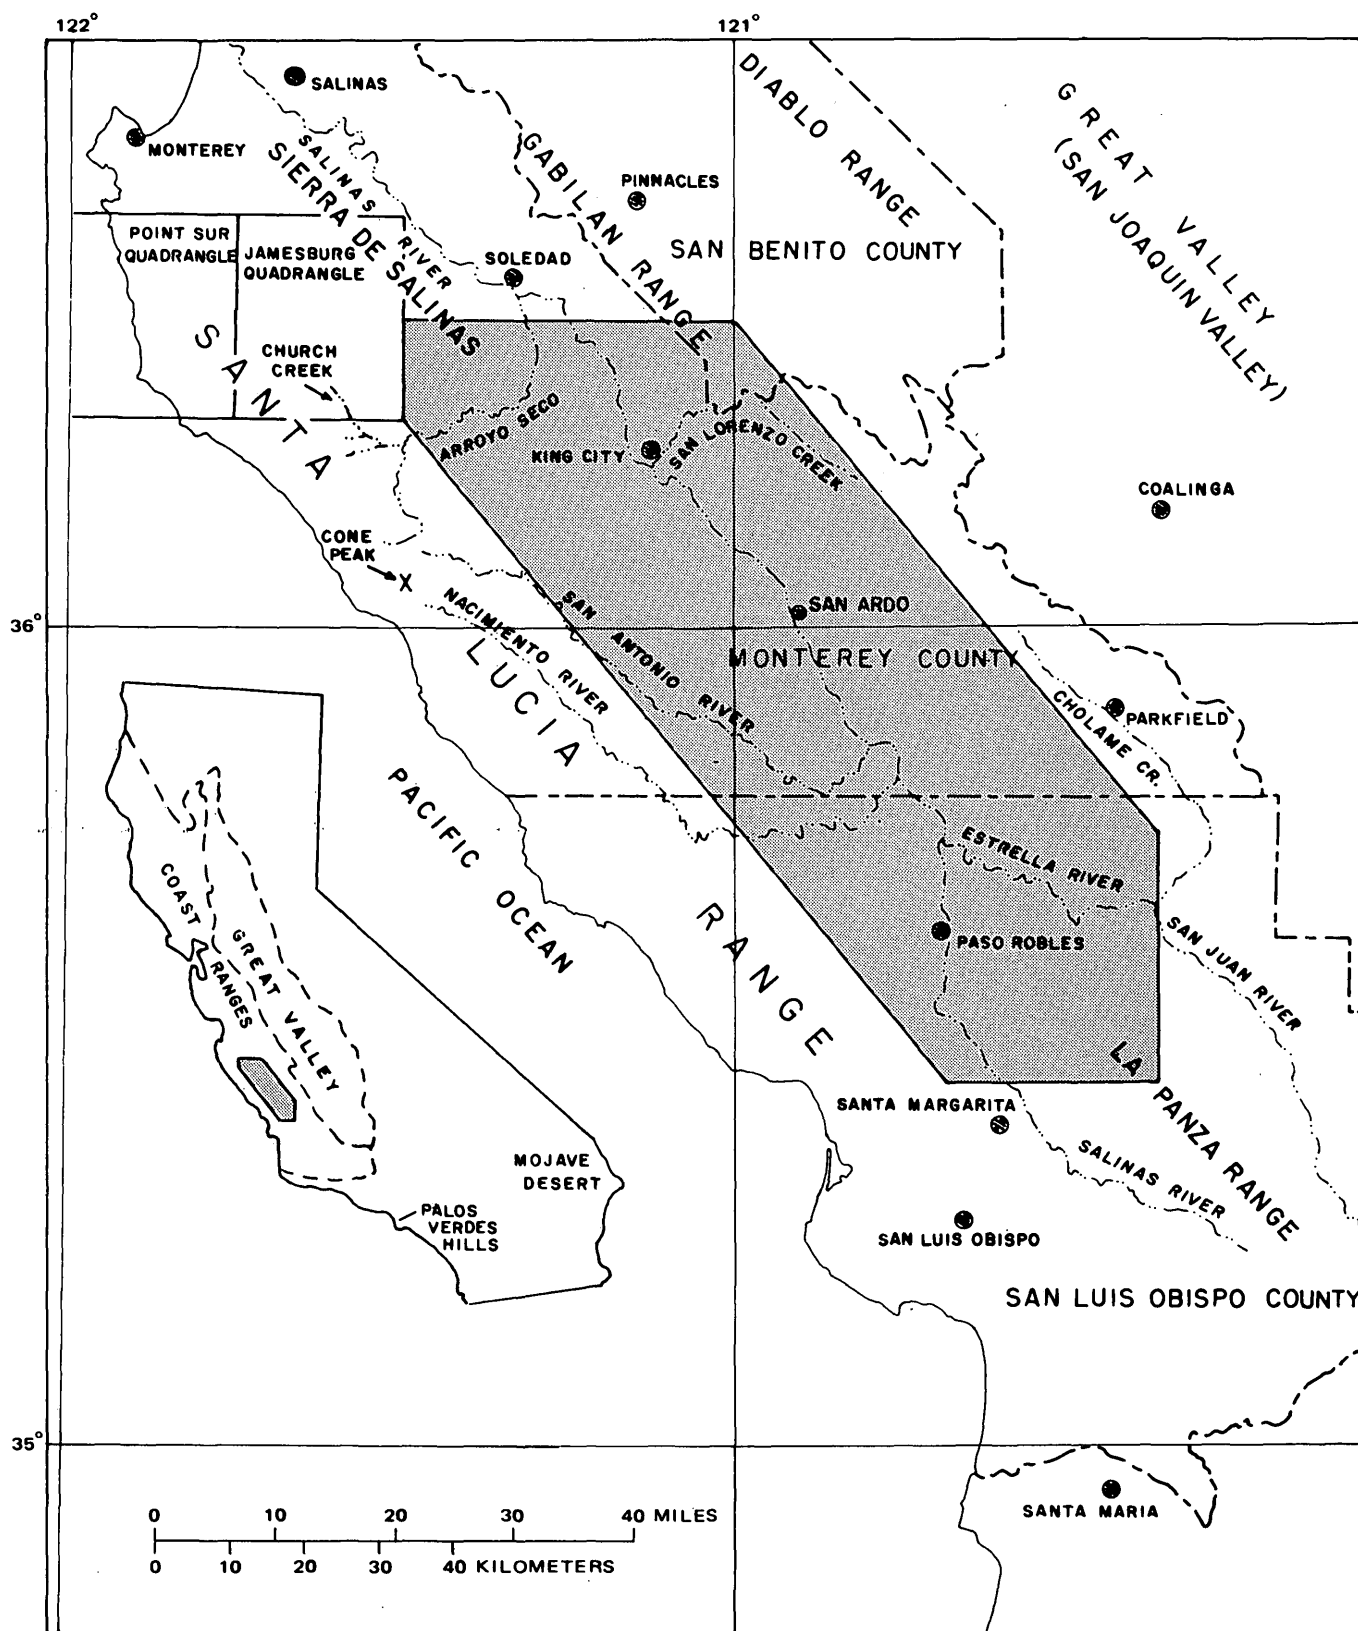 122°
121°
SALINAS
MONTEREY
SALINAS RIVER
SIERRA DE SALINAS
GABILAN RANGE
DIABLO RANGE
GREAT VALLEY
(SAN JOAQUIN VALLEY)
PINNACLES
SAN BENITO COUNTY
POINT SUR
QUADRANGLE
JAMESBURG
QUADRANGLE
SOLEDAD
CHURCH
CREEK
SANTA LUCIA RANGE
ARROYO SECO
KING CITY
SAN LORENZO CREEK
COALINGA
CONE
PEAK
X
NACIMIENTO RIVER
SAN ANTONIO RIVER
SAN ARDO
36°
MONTEREY COUNTY
CHOLAME CR.
PARKFIELD
PACIFIC OCEAN
ESTRELLA RIVER
PASO ROBLES
SAN JUAN RIVER
LA PANZA RANGE
SANTA MARGARITA
SALINAS RIVER
SAN LUIS OBISPO
SAN LUIS OBISPO COUNTY
COAST
RANGES
GREAT VALLEY
MOJAVE
DESERT
PALOS
VERDES
HILLS
35°
SANTA MARIA
0 10 20 30 40 MILES
0 10 20 30 40 KILOMETERS